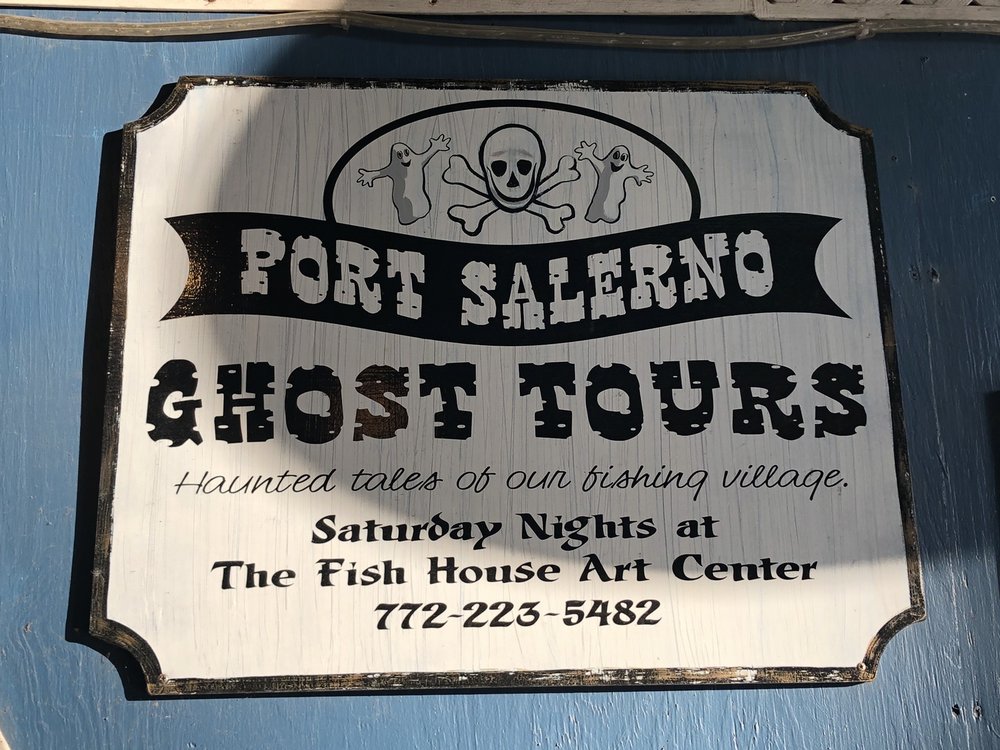 PORT SALERNO
GHOST TOURS
Haunted tales of our fishing village.
Saturday Nights at
The Fish House Art Center
772-223-5482